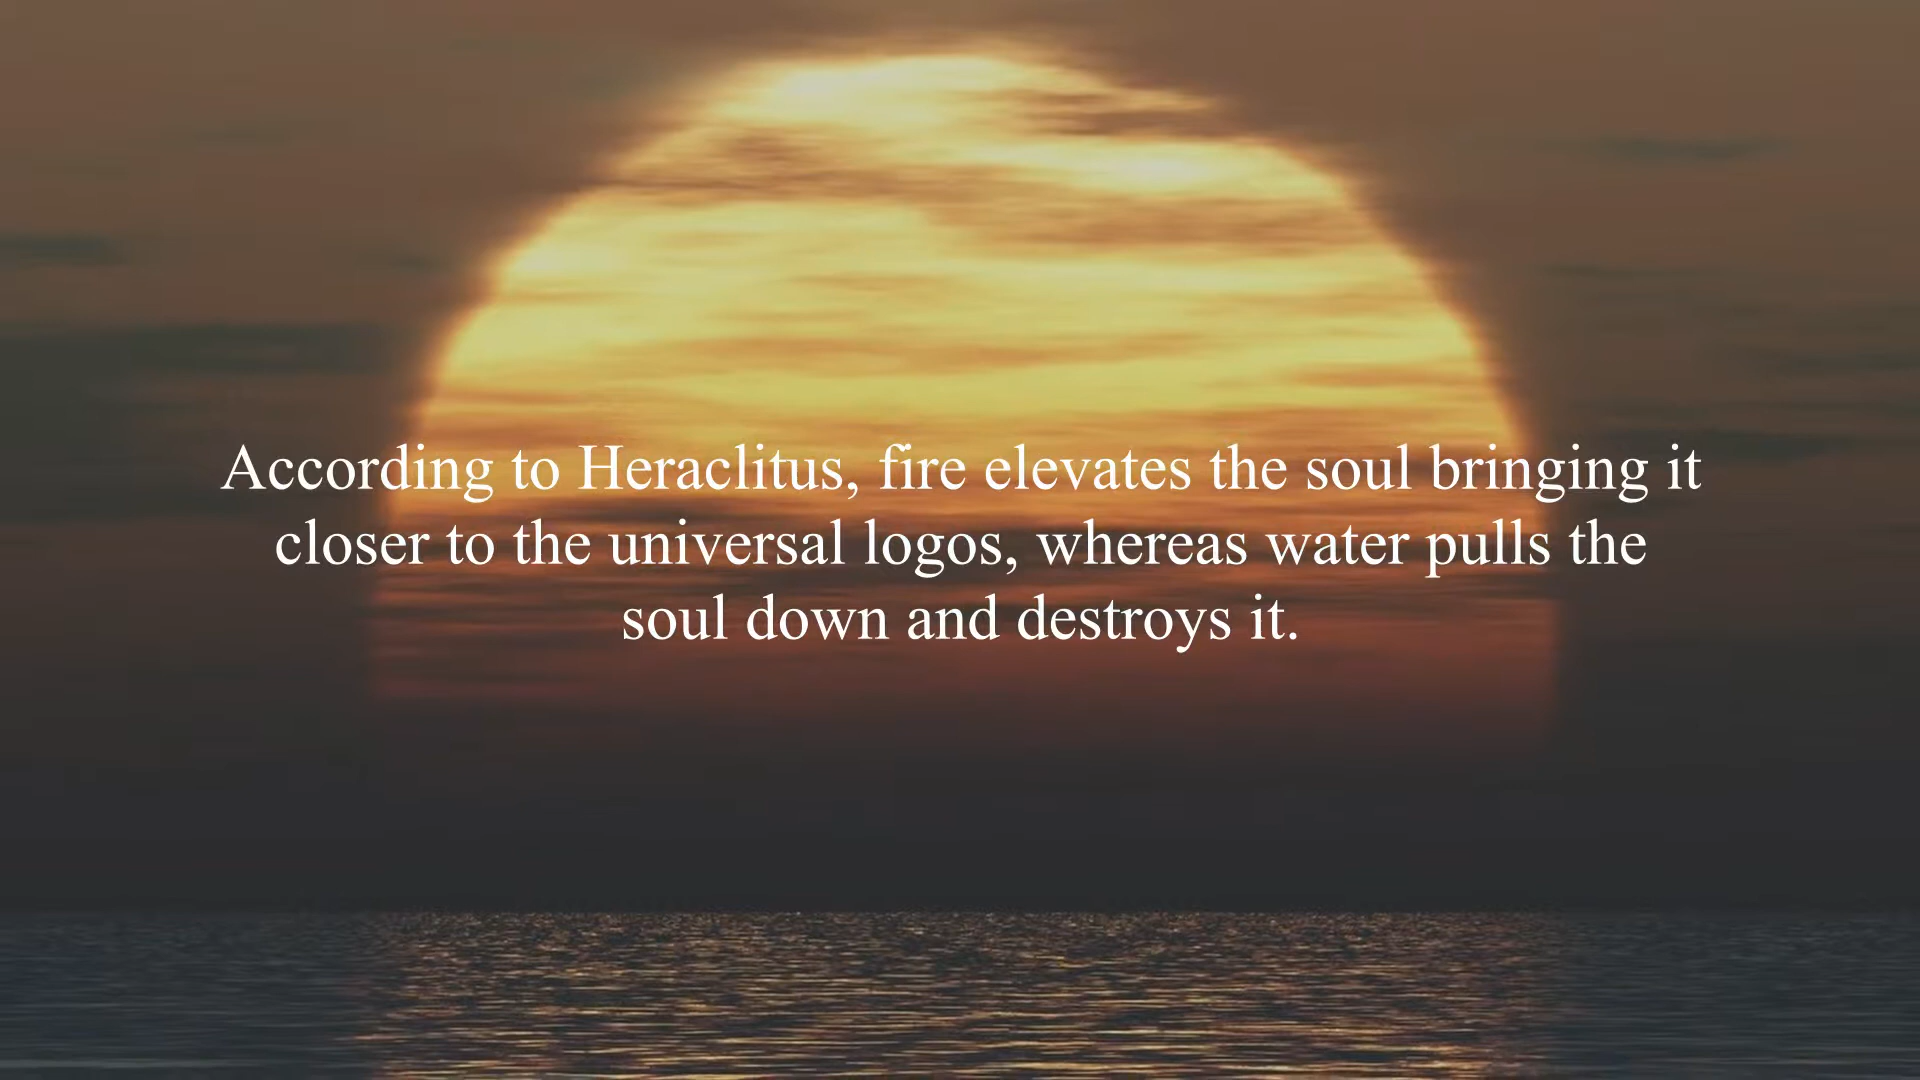 According to Heraclitus, fire elevates the soul bringing it
closer to the universal logos, whereas water pulls the
soul down and destroys it.